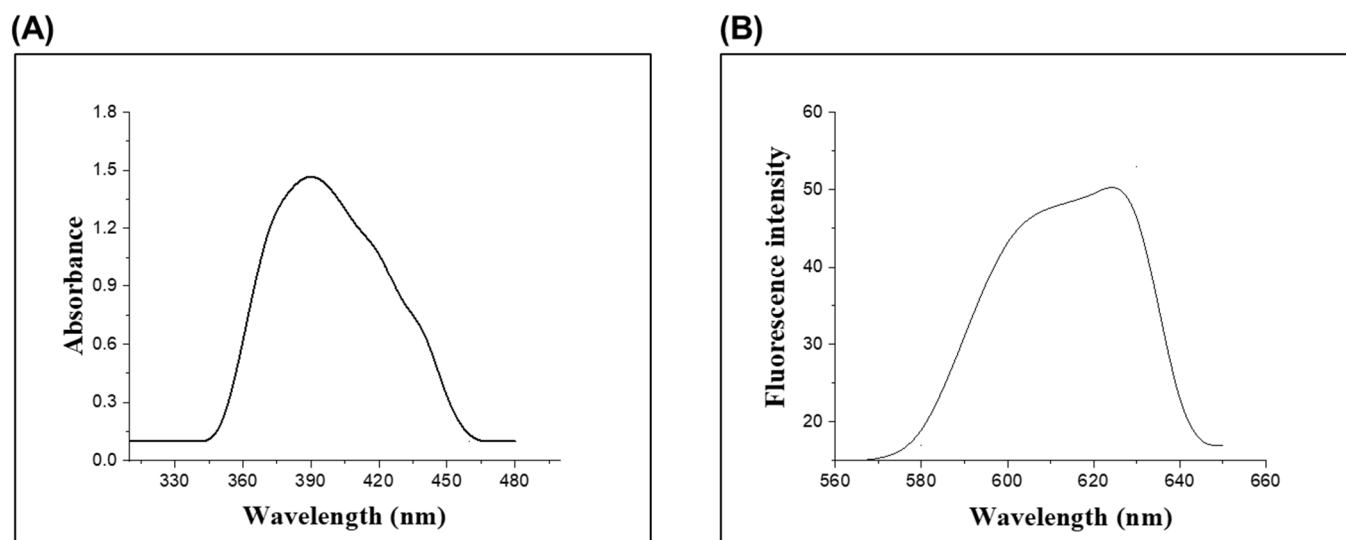 (A)
1.8
1.5
1.2
0.9
0.6
0.3
0.0
Absorbance
330 360 390 420 450 480
Wavelength (nm)
(B)
60
50
40
30
20
Fluorescence intensity
560 580 600 620 640 660
Wavelength (nm)